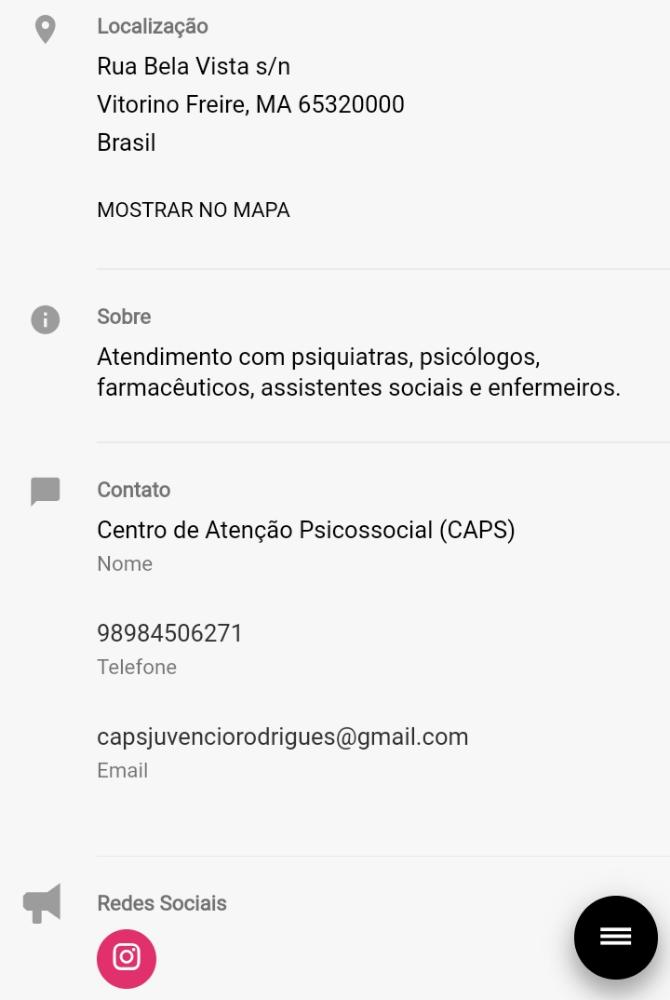 Localização
Rua Bela Vista s/n
Vitorino Freire, MA 65320000
Brasil
MOSTRAR NO MAPA
Sobre
Atendimento com psiquiatras, psicólogos,
farmacêuticos, assistentes sociais e enfermeiros.
Contato
Centro de Atenção Psicossocial (CAPS)
Nome
98984506271
Telefone
capsjuvenciorodrigues@gmail.com
Email
Redes Sociais